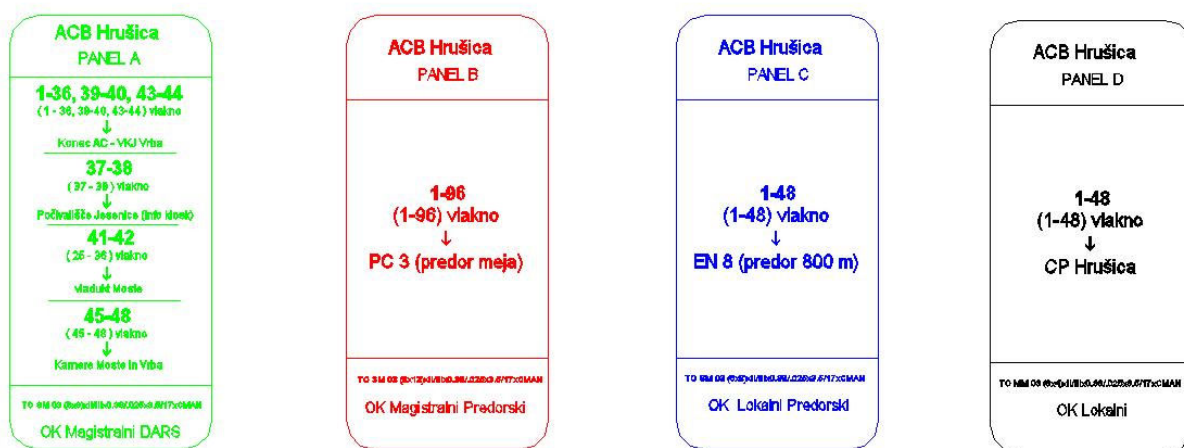 ACB Hrušica
PANEL A
1-36, 39-40, 43-44
(1 - 36, 39-40, 43-44) vlakno
↓
Konec AC - VKJ Vrba
37-38
(37 - 38) vlakno
↓
Počivališče Jesenice (info kiosk)
41-42
(25 - 36) vlakno
↓
viadukt Moste
45-48
(45 - 48) vlakno
↓
Kamere Moste in Vrba
OK Magistralni DARS
ACB Hrušica
PANEL B
1-96
(1-96) vlakno
↓
PC 3 (predor meja)
TO SM 03
OK Magistralni Predorski
ACB Hrušica
PANEL C
1-48
(1-48) vlakno
↓
EN 8 (predor 800 m)
OK Lokalni Predorski
ACB Hrušica
PANEL D
1-48
(1-48) vlakno
↓
CP Hrušica
OK Lokalni